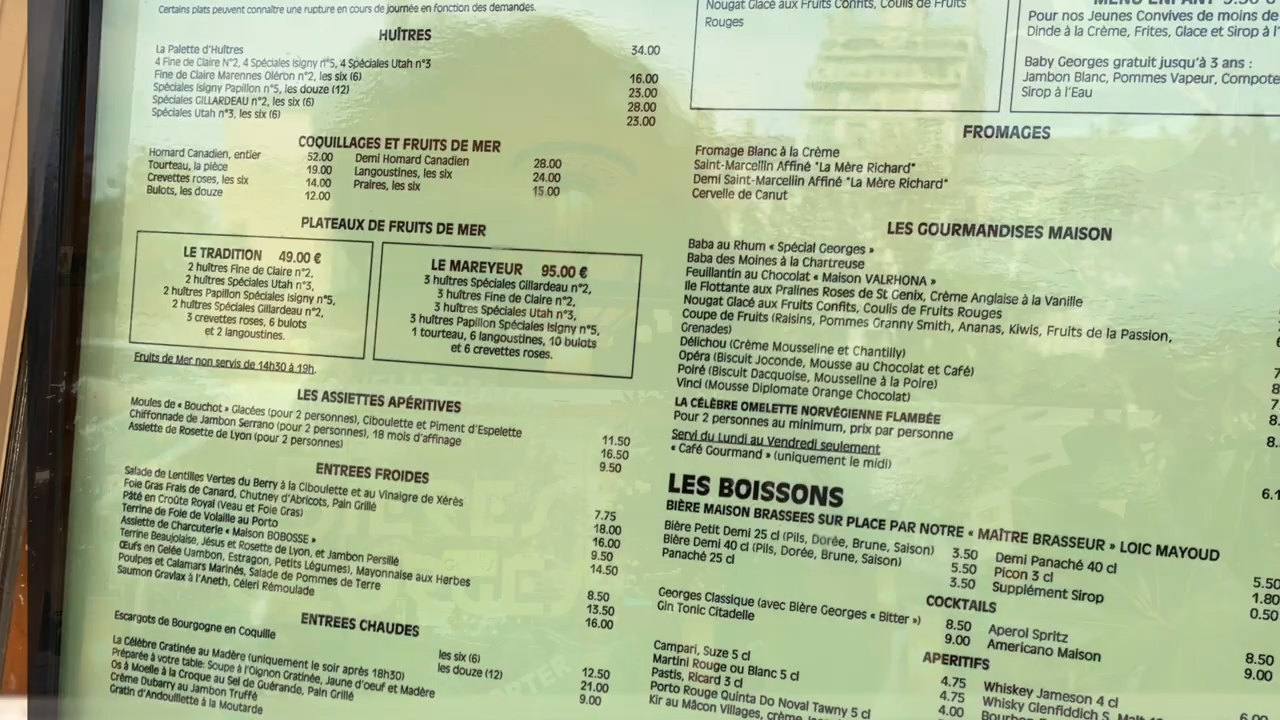 Certains plats peuvent connaître une rupture en cours de journée en fonction des demandes.
HUÎTRES
La Palette d'Huîtres 34.00
4 Fine de Claire N°2, 4 Spéciales Isigny n°5, 4 Spéciales Utah n°3
Fine de Claire Marennes Oléron n°2, les six (6) 16.00
Spéciales Isigny Papillon n°5, les douze (12) 23.00
Spéciales GILLARDEAU n°2, les six (6) 28.00
Spéciales Utah n°3, les six (6) 23.00
COQUILLAGES ET FRUITS DE MER
Homard Canadien, entier 52.00 Demi Homard Canadien 28.00
Tourteau, la pièce 19.00 Langoustines, les six 24.00
Crevettes roses, les six 14.00 Praires, les six 15.00
Bulots, les douze 12.00
PLATEAUX DE FRUITS DE MER
LE TRADITION 49.00 €
2 huîtres Fine de Claire n°2,
2 huîtres Spéciales Utah n°3,
2 huîtres Papillon Spéciales Isigny n°5,
2 huîtres Spéciales Gillardeau n°2,
3 crevettes roses, 6 bulots
et 2 langoustines.
LE MAREYEUR 95.00 €
3 huîtres Spéciales Gillardeau n°2,
3 huîtres Fine de Claire n°2,
3 huîtres Spéciales Utah n°3,
3 huîtres Papillon Spéciales Isigny n°5,
1 tourteau, 6 langoustines, 10 bulots
et 6 crevettes roses.
Fruits de Mer non servis de 14h30 à 19h.
LES ASSIETTES APÉRITIVES
Moules de « Bouchot » Glacées (pour 2 personnes), Ciboulette et Piment d'Espelette 11.50
Chiffonnade de Jambon Serrano (pour 2 personnes), 18 mois d'affinage 16.50
Assiette de Rosette de Lyon (pour 2 personnes) 9.50
ENTREES FROIDES
Salade de Lentilles Vertes du Berry à la Ciboulette et au Vinaigre de Xérès 7.75
Foie Gras Frais de Canard, Chutney d'Abricots, Pain Grillé 18.00
Pâté en Croûte Royal (Veau et Foie Gras) 16.00
Terrine de Foie de Volaille au Porto 9.50
Assiette de Charcuterie « Maison BOBOSSE » 14.50
Terrine Beaujolaise, Jésus et Rosette de Lyon, et Jambon Persillé
Œufs en Gelée (Jambon, Estragon, Petits Légumes), Mayonnaise aux Herbes 8.50
Poulpes et Calamars Marinés, Salade de Pommes de Terre 13.50
Saumon Gravlax à l'Aneth, Céleri Rémoulade 16.00
ENTREES CHAUDES
Escargots de Bourgogne en Coquille les six (6) 12.50
les douze (12) 21.00
La Célèbre Gratinée au Madère (uniquement le soir après 18h30) 9.00
Préparée à votre table: Soupe à l'Oignon Gratinée, Jaune d'oeuf et Madère
Os à Moelle à la Croque au Sel de Guérande, Pain Grillé
Crème Dubarry au Jambon Truffé
Gratin d'Andouillette à la Moutarde
Nougat Glacé aux Fruits Confits, Coulis de Fruits
Rouges
MENU ENFANT 9.50 €
Pour nos Jeunes Convives de moins de
Dinde à la Crème, Frites, Glace et Sirop à l'
Baby Georges gratuit jusqu'à 3 ans :
Jambon Blanc, Pommes Vapeur, Compote
Sirop à l'Eau
FROMAGES
Fromage Blanc à la Crème
Saint-Marcellin Affiné "La Mère Richard"
Demi Saint-Marcellin Affiné "La Mère Richard"
Cervelle de Canut
LES GOURMANDISES MAISON
Baba au Rhum « Spécial Georges »
Baba des Moines à la Chartreuse
Feuillantin au Chocolat « Maison VALRHONA »
Ile Flottante aux Pralines Roses de St Genix, Crème Anglaise à la Vanille
Nougat Glacé aux Fruits Confits, Coulis de Fruits Rouges
Coupe de Fruits (Raisins, Pommes Granny Smith, Ananas, Kiwis, Fruits de la Passion,
Grenades)
Délichou (Crème Mousseline et Chantilly)
Opéra (Biscuit Joconde, Mousse au Chocolat et Café)
Poiré (Biscuit Dacquoise, Mousseline à la Poire)
Vinci (Mousse Diplomate Orange Chocolat)
LA CÉLÈBRE OMELETTE NORVÉGIENNE FLAMBÉE
Pour 2 personnes au minimum, prix par personne
Servi du Lundi au Vendredi seulement
« Café Gourmand » (uniquement le midi) 6.1
LES BOISSONS
BIÈRE MAISON BRASSEES SUR PLACE PAR NOTRE « MAÎTRE BRASSEUR » LOIC MAYOUD
Bière Petit Demi 25 cl (Pils, Dorée, Brune, Saison) 3.50 Demi Panaché 40 cl 5.50
Bière Demi 40 cl (Pils, Dorée, Brune, Saison) 5.50 Picon 3 cl 1.80
Panaché 25 cl 3.50 Supplément Sirop 0.50
COCKTAILS
Georges Classique (avec Bière Georges « Bitter ») 8.50 Aperol Spritz 8.50
Gin Tonic Citadelle 9.00 Americano Maison 9.00
APERITIFS
Campari, Suze 5 cl 4.75 Whiskey Jameson 4 cl 6.00
Martini Rouge ou Blanc 5 cl 4.75 Whisky Glenfiddich S. Malt
Pastis, Ricard 3 cl 4.00 Bourbon
Porto Rouge Quinta Do Noval Tawny 5 cl
Kir au Mâcon Villages, crème